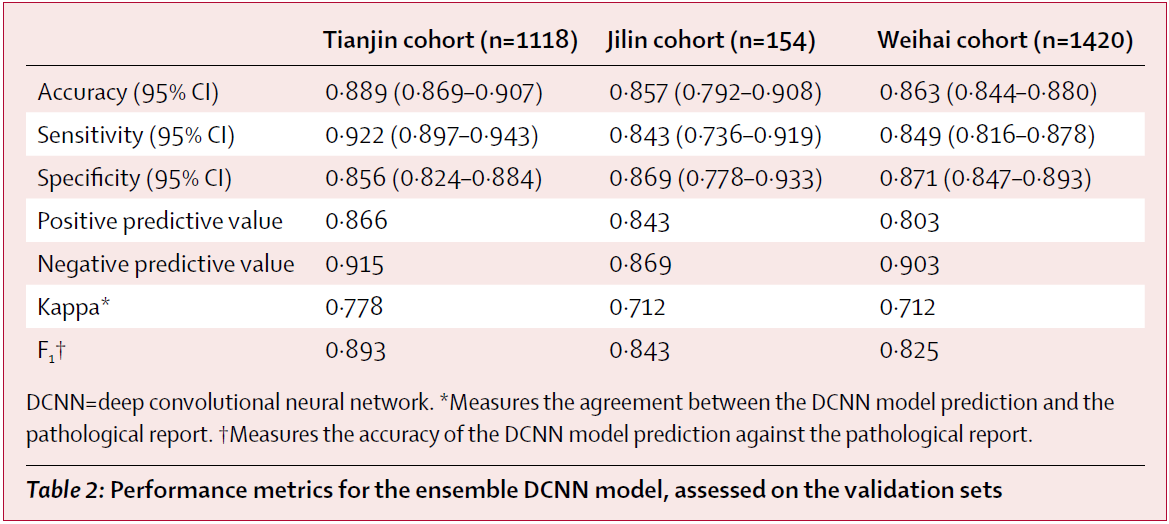 Tianjin cohort (n=1118) Jilin cohort (n=154) Weihai cohort (n=1420)
Accuracy (95% CI) 0·889 (0·869–0·907) 0·857 (0·792–0·908) 0·863 (0·844–0·880)
Sensitivity (95% CI) 0·922 (0·897–0·943) 0·843 (0·736–0·919) 0·849 (0·816–0·878)
Specificity (95% CI) 0·856 (0·824–0·884) 0·869 (0·778–0·933) 0·871 (0·847–0·893)
Positive predictive value 0·866 0·843 0·803
Negative predictive value 0·915 0·869 0·903
Kappa* 0·778 0·712 0·712
F₁† 0·893 0·843 0·825
DCNN=deep convolutional neural network. *Measures the agreement between the DCNN model prediction and the
pathological report. †Measures the accuracy of the DCNN model prediction against the pathological report.
Table 2: Performance metrics for the ensemble DCNN model, assessed on the validation sets